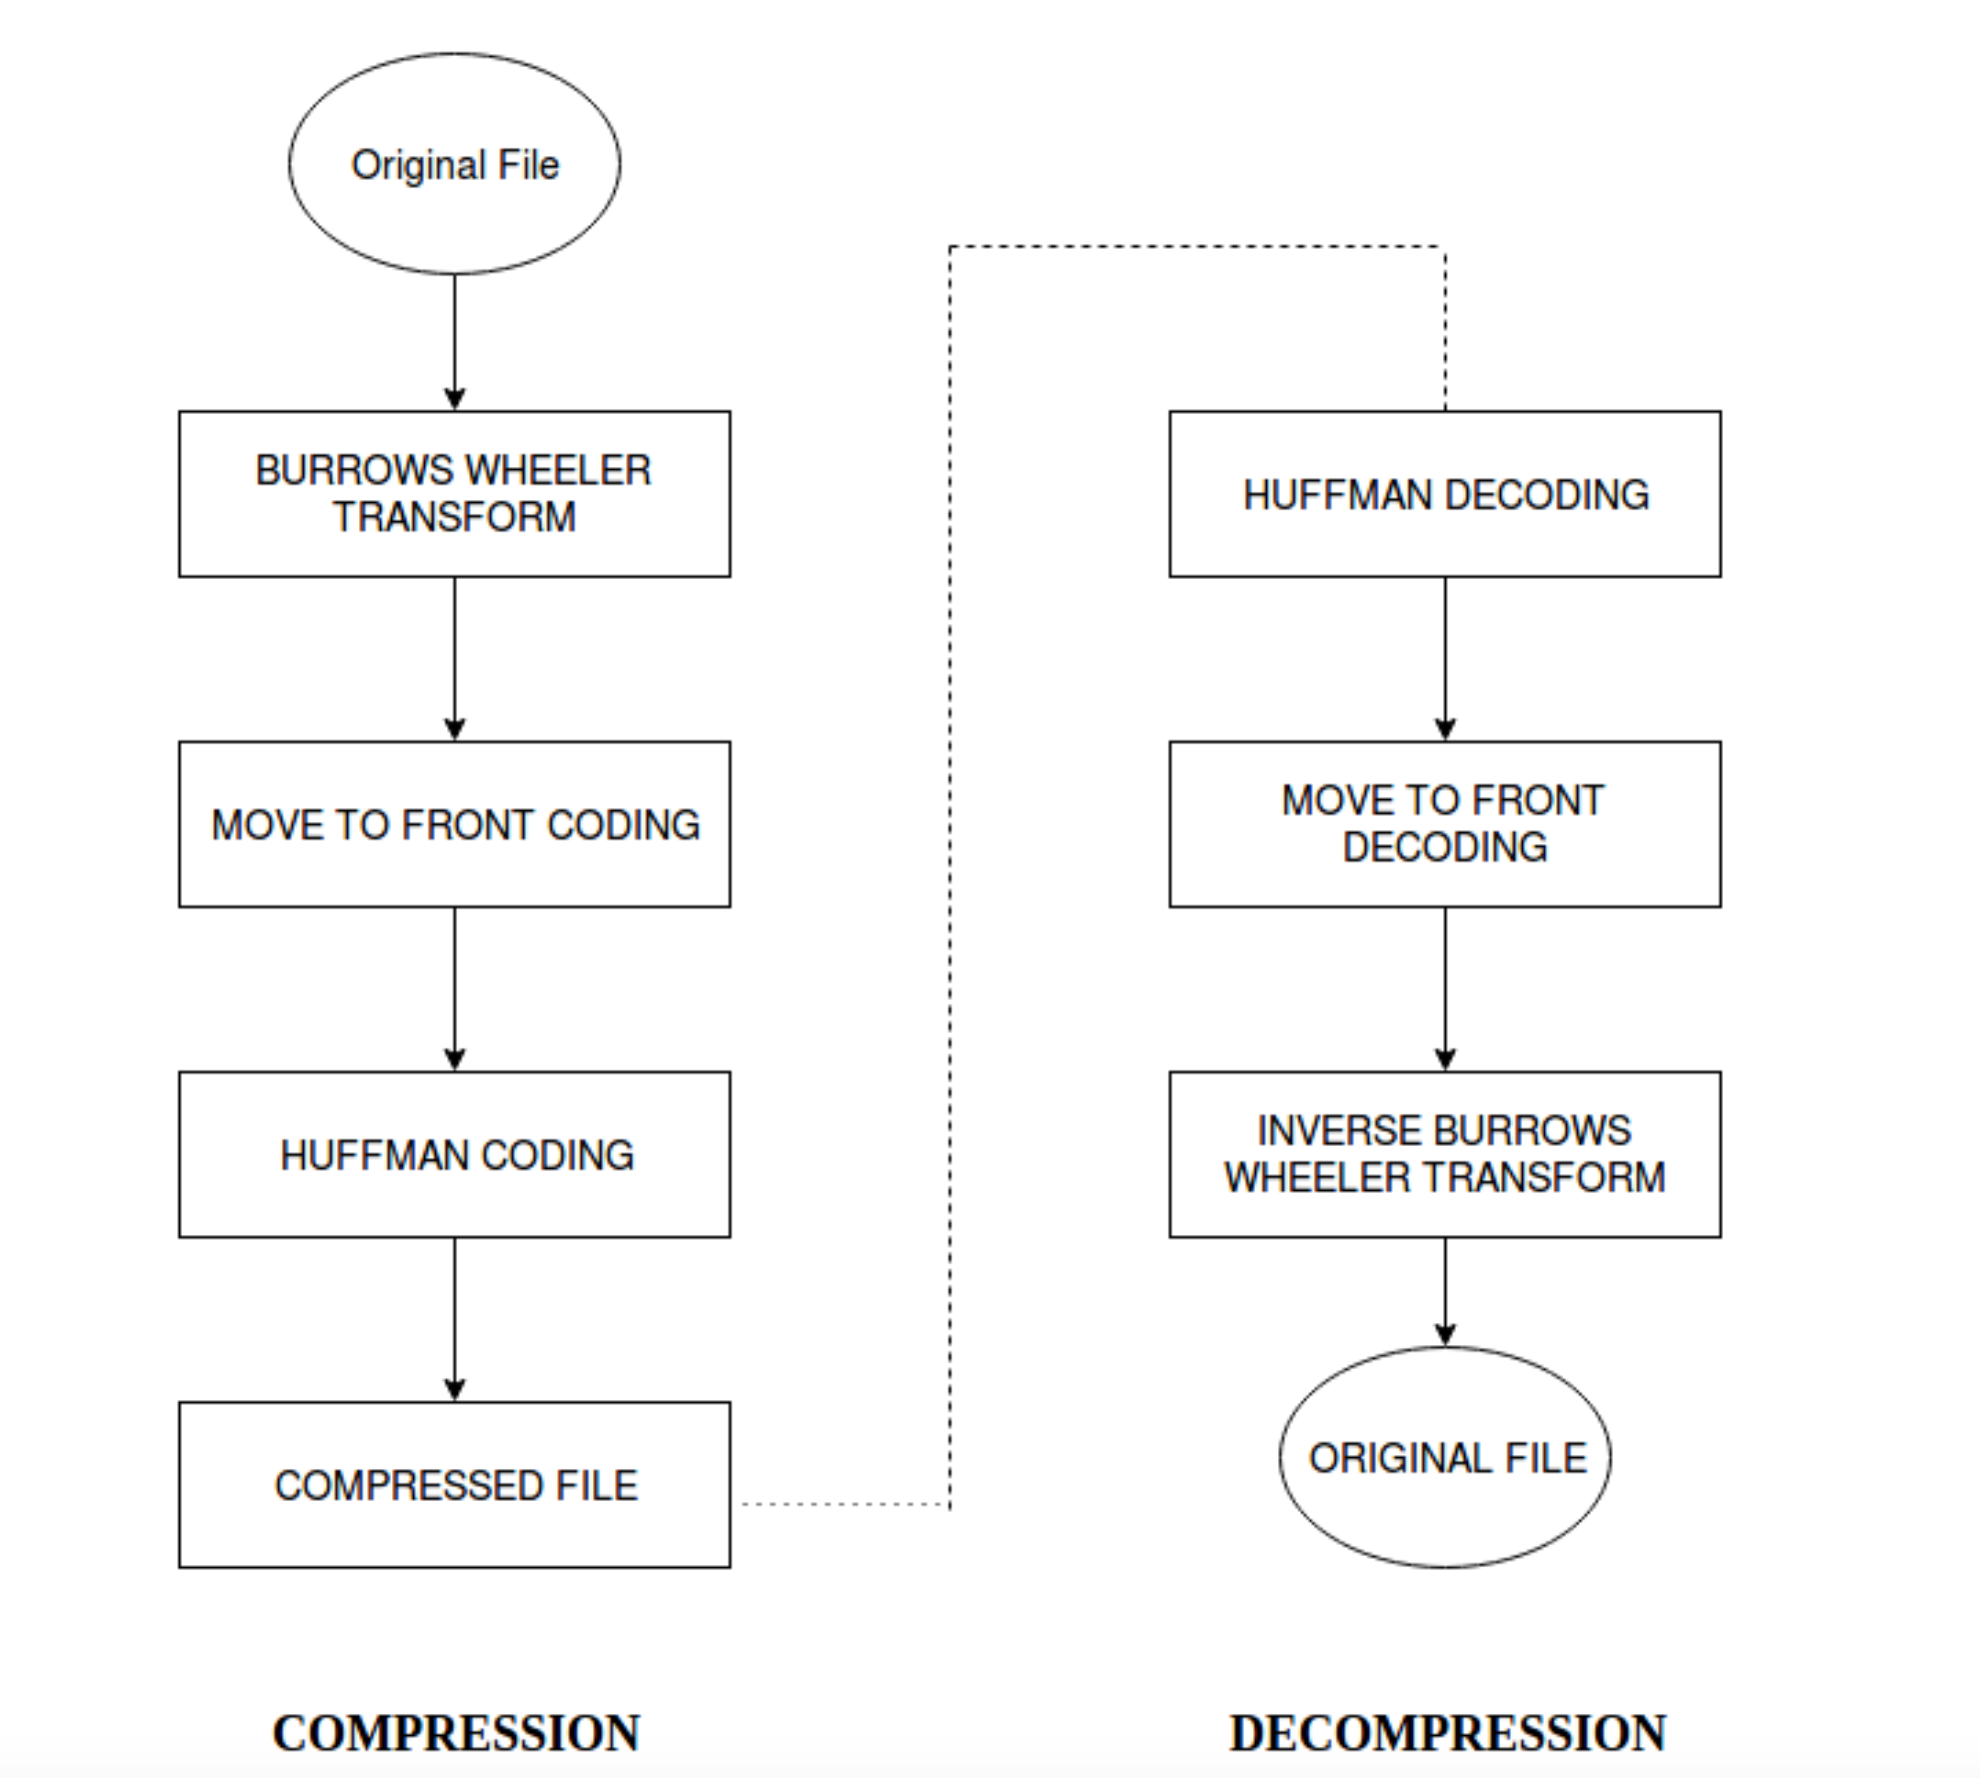 Original File
BURROWS WHEELER
TRANSFORM
MOVE TO FRONT CODING
HUFFMAN CODING
COMPRESSED FILE
COMPRESSION
HUFFMAN DECODING
MOVE TO FRONT
DECODING
INVERSE BURROWS
WHEELER TRANSFORM
ORIGINAL FILE
DECOMPRESSION